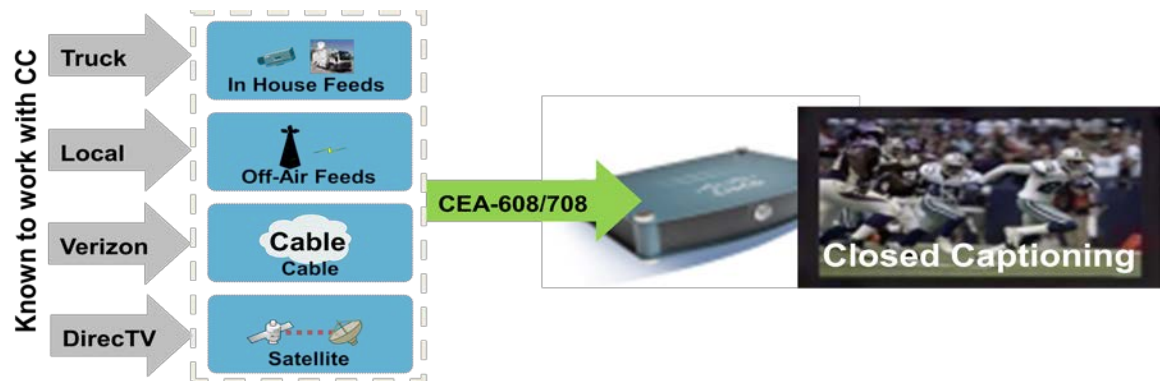 Known to work with CC
Truck
In House Feeds
Local
Off-Air Feeds
Verizon
Cable
Cable
DirecTV
Satellite
CEA-608/708
Closed Captioning